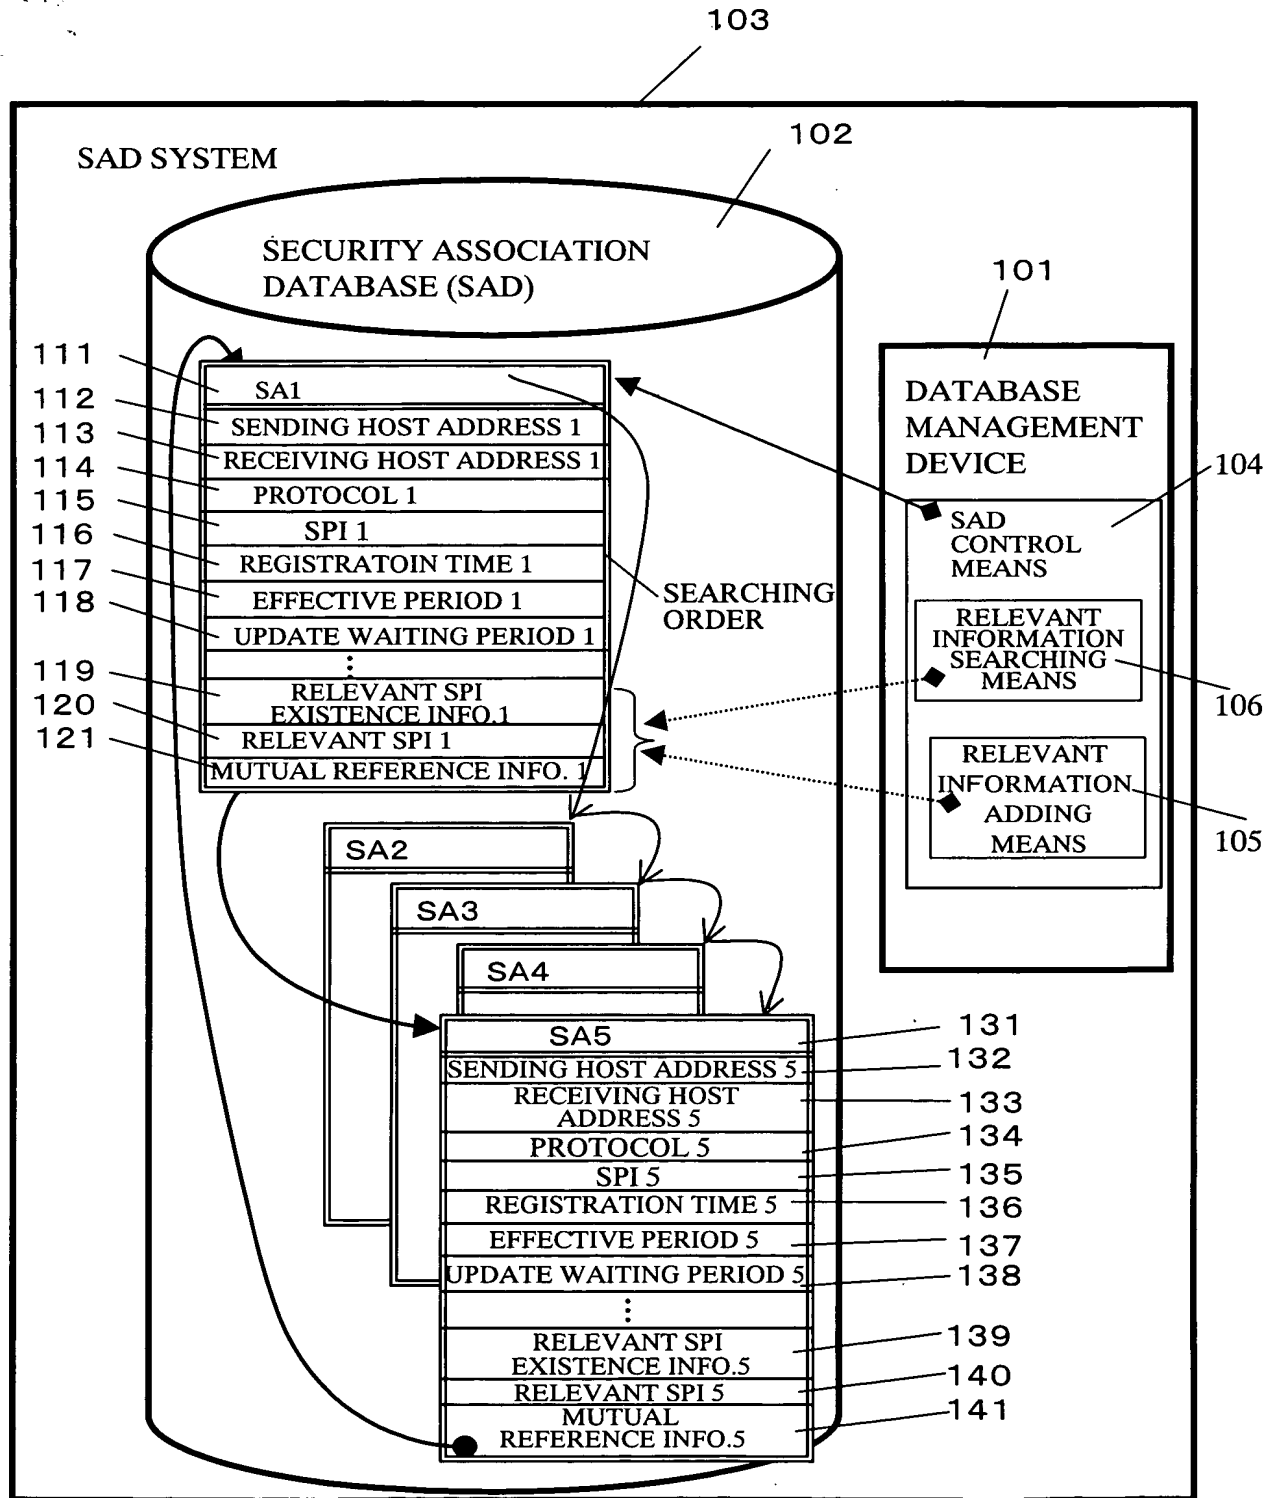 103
102
SAD SYSTEM
SECURITY ASSOCIATION
DATABASE (SAD)
101
111
SA1
112
SENDING HOST ADDRESS 1
113
RECEIVING HOST ADDRESS 1
114
PROTOCOL 1
115
SPI 1
116
REGISTRATOIN TIME 1
117
EFFECTIVE PERIOD 1
118
UPDATE WAITING PERIOD 1
⋮
119
RELEVANT SPI
EXISTENCE INFO.1
120
RELEVANT SPI 1
121
MUTUAL REFERENCE INFO. 1
SEARCHING
ORDER
DATABASE
MANAGEMENT
DEVICE
104
SAD
CONTROL
MEANS
RELEVANT
INFORMATION
SEARCHING
MEANS
106
RELEVANT
INFORMATION
ADDING
MEANS
105
SA2
SA3
SA4
SA5
131
SENDING HOST ADDRESS 5
132
RECEIVING HOST
ADDRESS 5
133
PROTOCOL 5
134
SPI 5
135
REGISTRATION TIME 5
136
EFFECTIVE PERIOD 5
137
UPDATE WAITING PERIOD 5
138
⋮
RELEVANT SPI
EXISTENCE INFO.5
139
RELEVANT SPI 5
140
MUTUAL
REFERENCE INFO.5
141